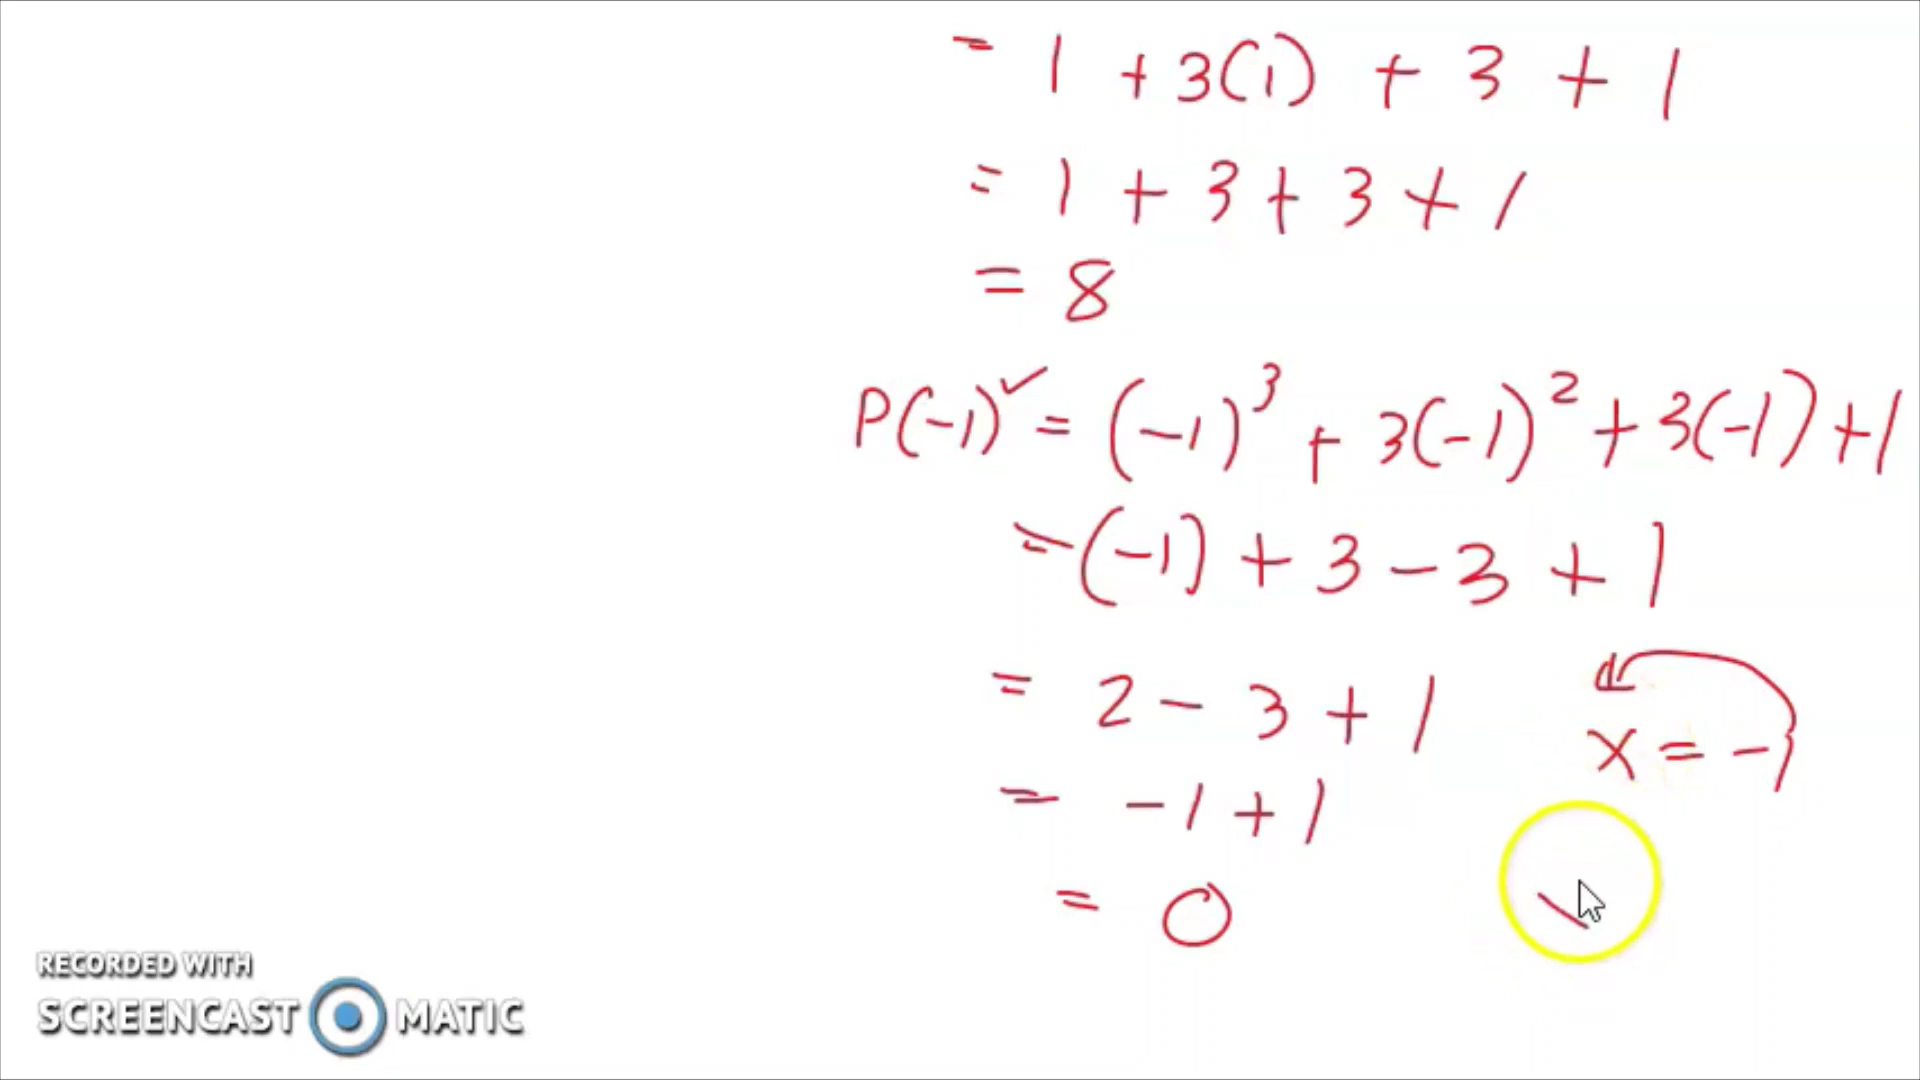 = 1 + 3(1) + 3 + 1
= 1 + 3 + 3 + 1
= 8
P(-1)✓ = (-1)³ + 3(-1)² + 3(-1) + 1
= (-1) + 3 - 3 + 1
= 2 - 3 + 1
x = -1
= -1 + 1
= 0
RECORDED WITH
SCREENCAST MATIC